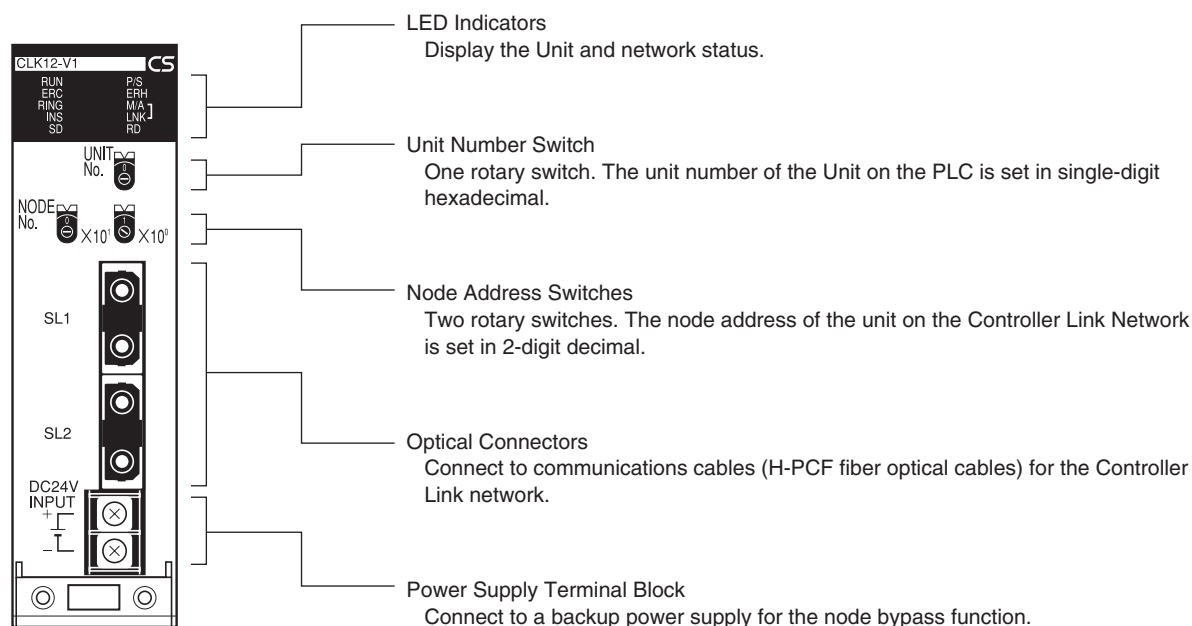 CLK12-V1 CS
RUN P/S
ERC ERH
RING M/A
INS LNK
SD RD
UNIT
No.
0
NODE
No.
0 X10¹ 1 X10⁰
SL1
SL2
DC24V
INPUT
+
–
LED Indicators
Display the Unit and network status.
Unit Number Switch
One rotary switch. The unit number of the Unit on the PLC is set in single-digit
hexadecimal.
Node Address Switches
Two rotary switches. The node address of the unit on the Controller Link Network
is set in 2-digit decimal.
Optical Connectors
Connect to communications cables (H-PCF fiber optical cables) for the Controller
Link network.
Power Supply Terminal Block
Connect to a backup power supply for the node bypass function.